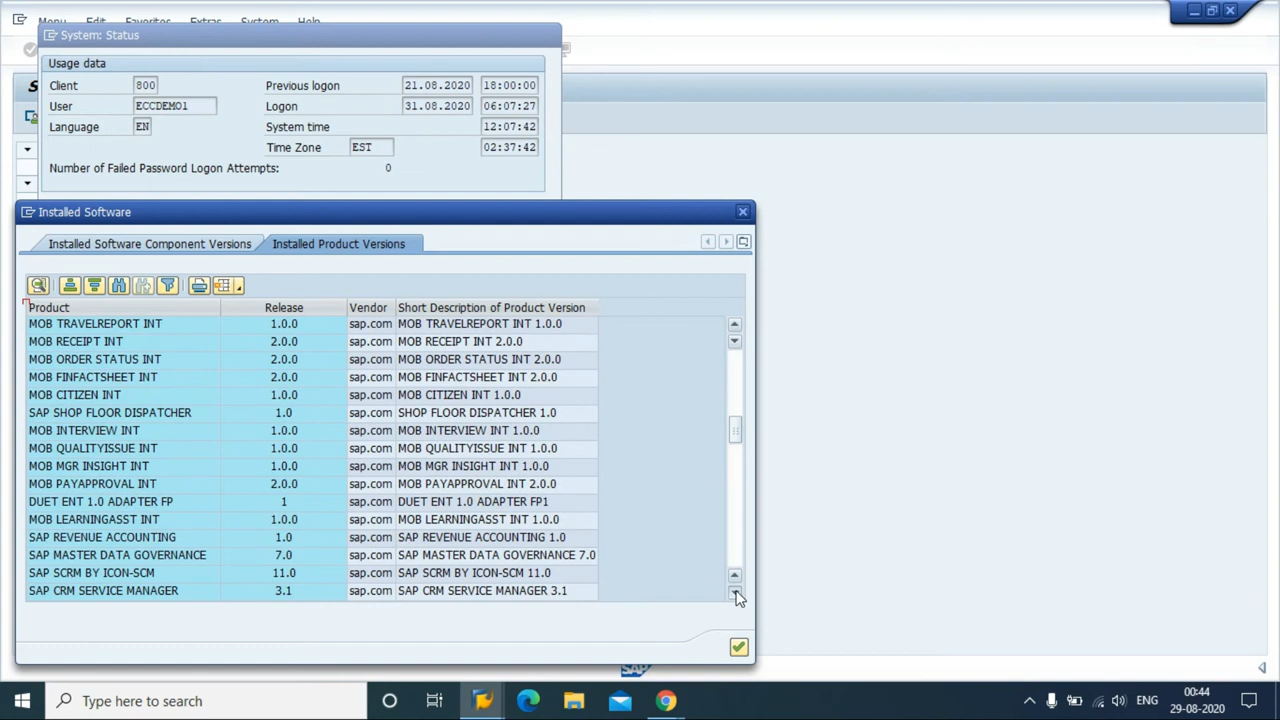 Menu Edit Favorites Extras System Help
System: Status
Usage data
Client 800 Previous logon 21.08.2020 18:00:00
User ECCDEMO1 Logon 31.08.2020 06:07:27
Language EN System time 12:07:42
Time Zone EST 02:37:42
Number of Failed Password Logon Attempts: 0
Installed Software
Installed Software Component Versions Installed Product Versions
Product Release Vendor Short Description of Product Version
MOB TRAVELREPORT INT 1.0.0 sap.com MOB TRAVELREPORT INT 1.0.0
MOB RECEIPT INT 2.0.0 sap.com MOB RECEIPT INT 2.0.0
MOB ORDER STATUS INT 2.0.0 sap.com MOB ORDER STATUS INT 2.0.0
MOB FINFACTSHEET INT 2.0.0 sap.com MOB FINFACTSHEET INT 2.0.0
MOB CITIZEN INT 1.0.0 sap.com MOB CITIZEN INT 1.0.0
SAP SHOP FLOOR DISPATCHER 1.0 sap.com SHOP FLOOR DISPATCHER 1.0
MOB INTERVIEW INT 1.0.0 sap.com MOB INTERVIEW INT 1.0.0
MOB QUALITYISSUE INT 1.0.0 sap.com MOB QUALITYISSUE INT 1.0.0
MOB MGR INSIGHT INT 1.0.0 sap.com MOB MGR INSIGHT INT 1.0.0
MOB PAYAPPROVAL INT 2.0.0 sap.com MOB PAYAPPROVAL INT 2.0.0
DUET ENT 1.0 ADAPTER FP 1 sap.com DUET ENT 1.0 ADAPTER FP1
MOB LEARNINGASST INT 1.0.0 sap.com MOB LEARNINGASST INT 1.0.0
SAP REVENUE ACCOUNTING 1.0 sap.com SAP REVENUE ACCOUNTING 1.0
SAP MASTER DATA GOVERNANCE 7.0 sap.com SAP MASTER DATA GOVERNANCE 7.0
SAP SCRM BY ICON-SCM 11.0 sap.com SAP SCRM BY ICON-SCM 11.0
SAP CRM SERVICE MANAGER 3.1 sap.com SAP CRM SERVICE MANAGER 3.1
SAP
Type here to search
ENG
00:44
29-08-2020